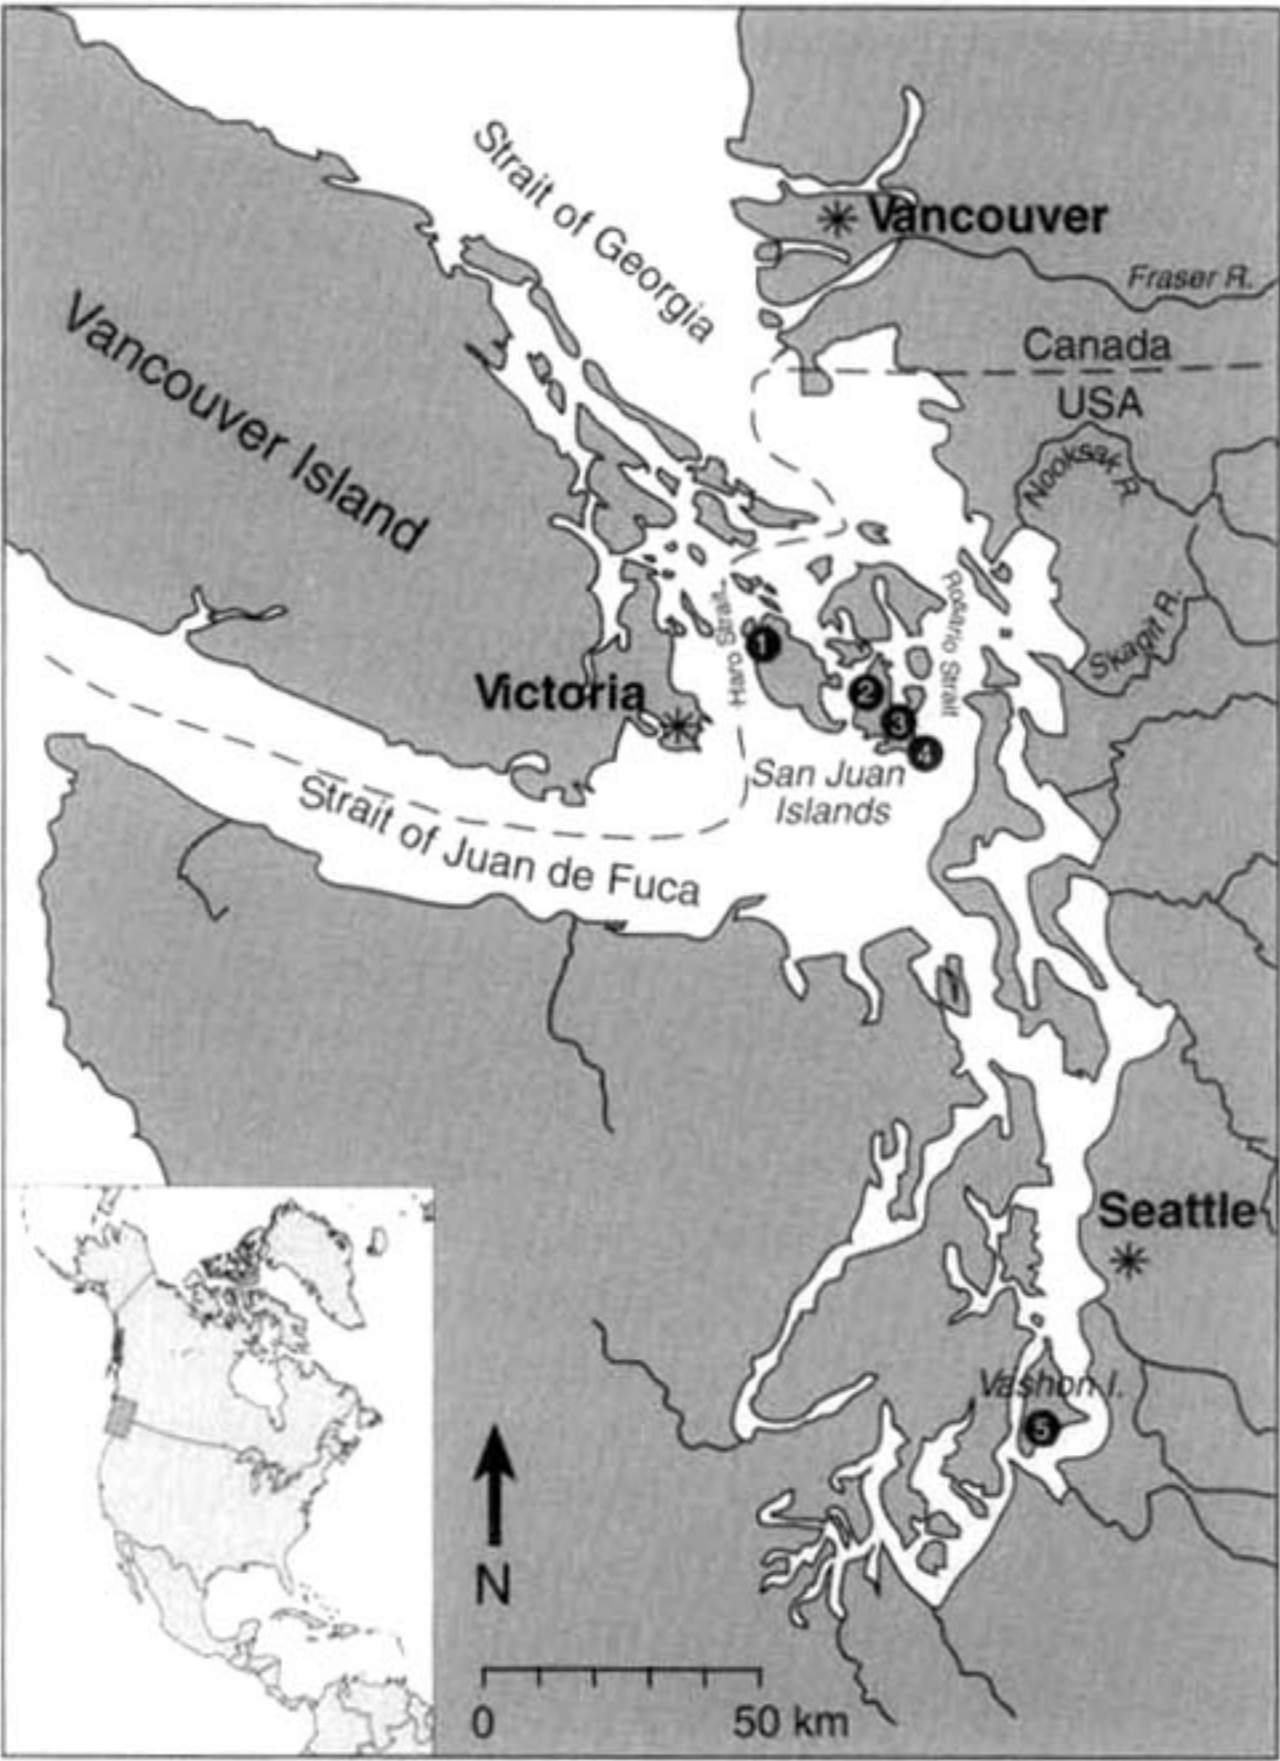 Strait of Georgia
Vancouver
Fraser R.
Canada
USA
Vancouver Island
Nooksak R.
Skagit R.
Rosario Strait
Haro Strait
1
2
3
4
Victoria
San Juan
Islands
Strait of Juan de Fuca
Seattle
Vashon I.
5
N
0 50 km